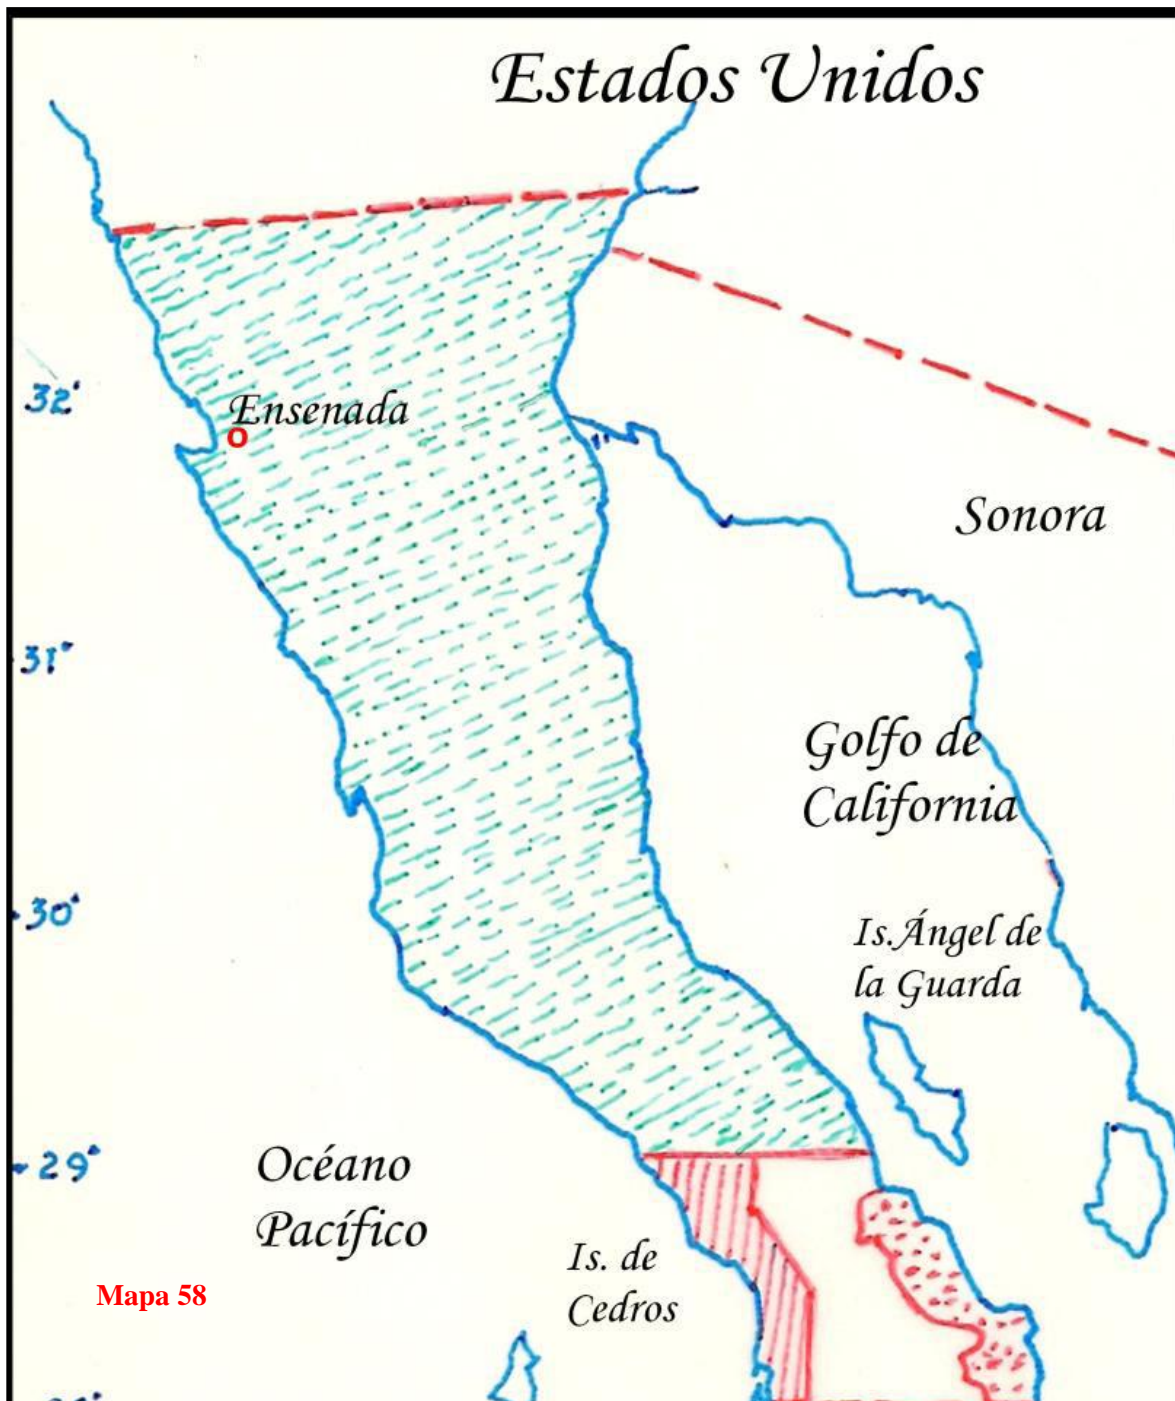 Estados Unidos
32°
Ensenada
Sonora
31°
Golfo de
California
30°
Is.Ángel de
la Guarda
29°
Océano
Pacífico
Is. de
Cedros
Mapa 58